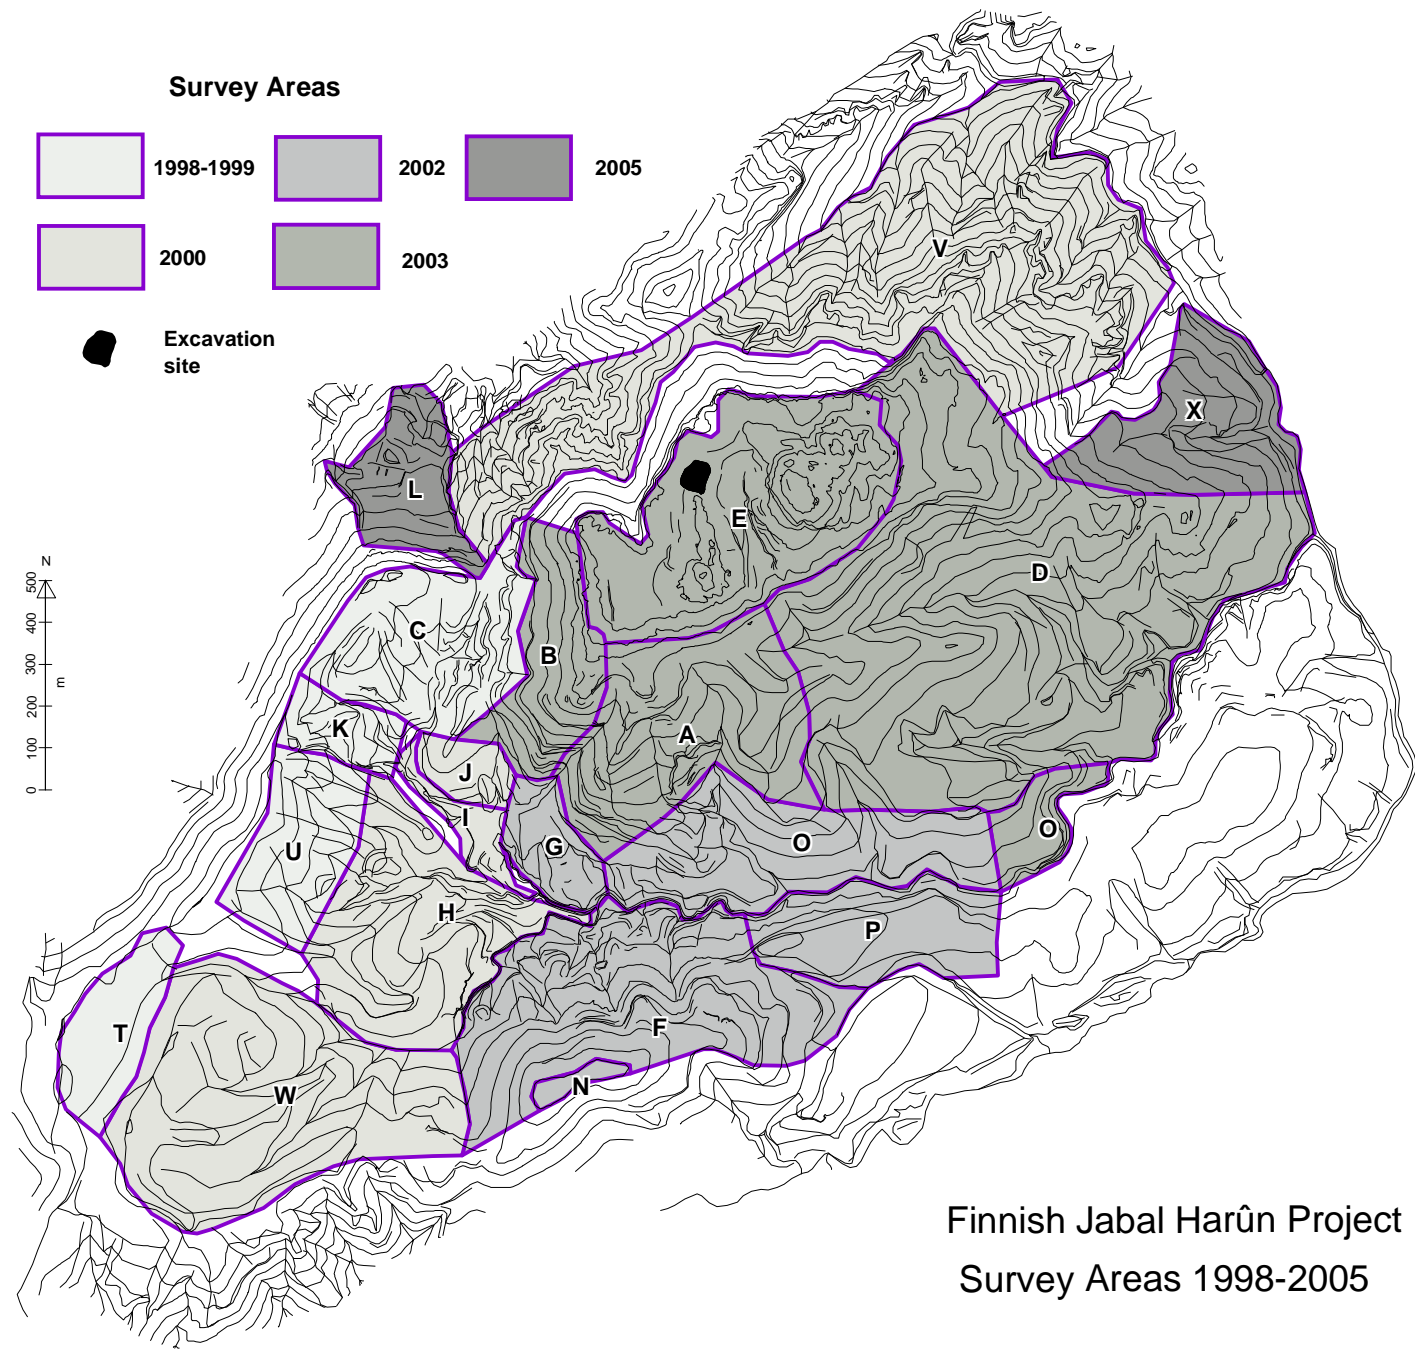 Survey Areas
1998-1999
2002
2005
2000
2003
Excavation
site
V
X
L
E
N
500
400
300
200
100
0
m
D
C
B
K
A
J
I
O
O
G
U
H
P
T
F
W
N
Finnish Jabal Harûn Project
Survey Areas 1998-2005